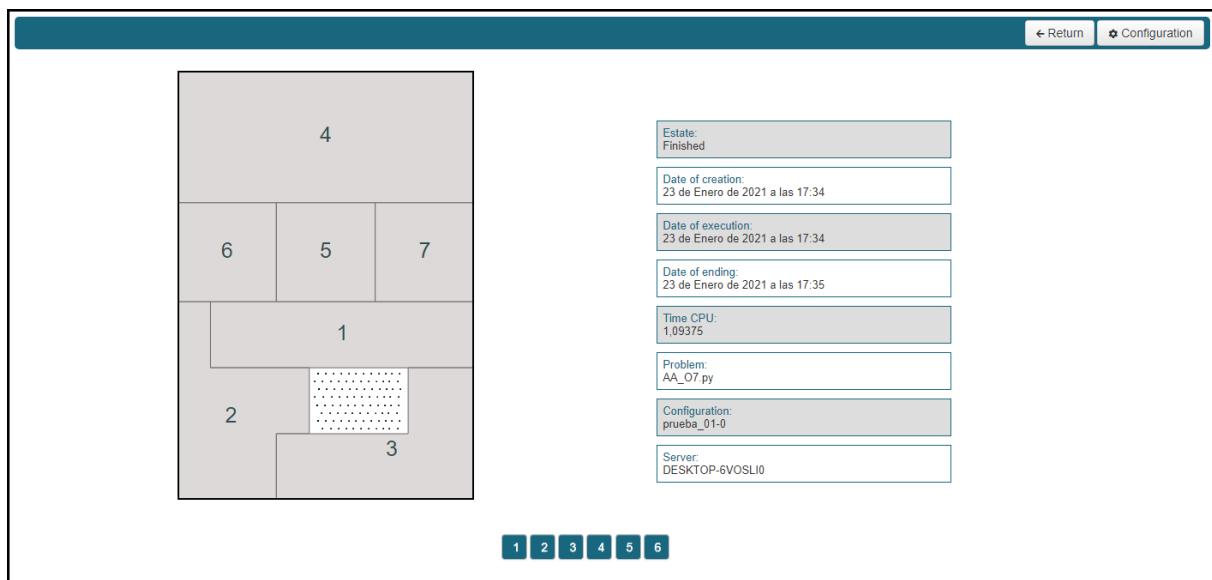 Return
Configuration
4
6 5 7
1
2
3
Estate:
Finished
Date of creation:
23 de Enero de 2021 a las 17:34
Date of execution:
23 de Enero de 2021 a las 17:34
Date of ending:
23 de Enero de 2021 a las 17:35
Time CPU:
1,09375
Problem:
AA_O7.py
Configuration:
prueba_01-0
Server:
DESKTOP-6VOSLI0
1 2 3 4 5 6